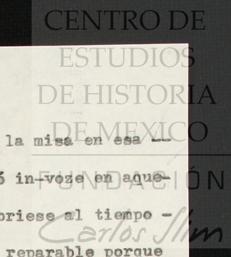 CENTRO DE
ESTUDIOS
DE HISTORIA
DE MEXICO
FUNDACIÓN
Carlos Slim
la misa en esa --
ó in-voze en aque-
briese al tiempo -
reparable porque